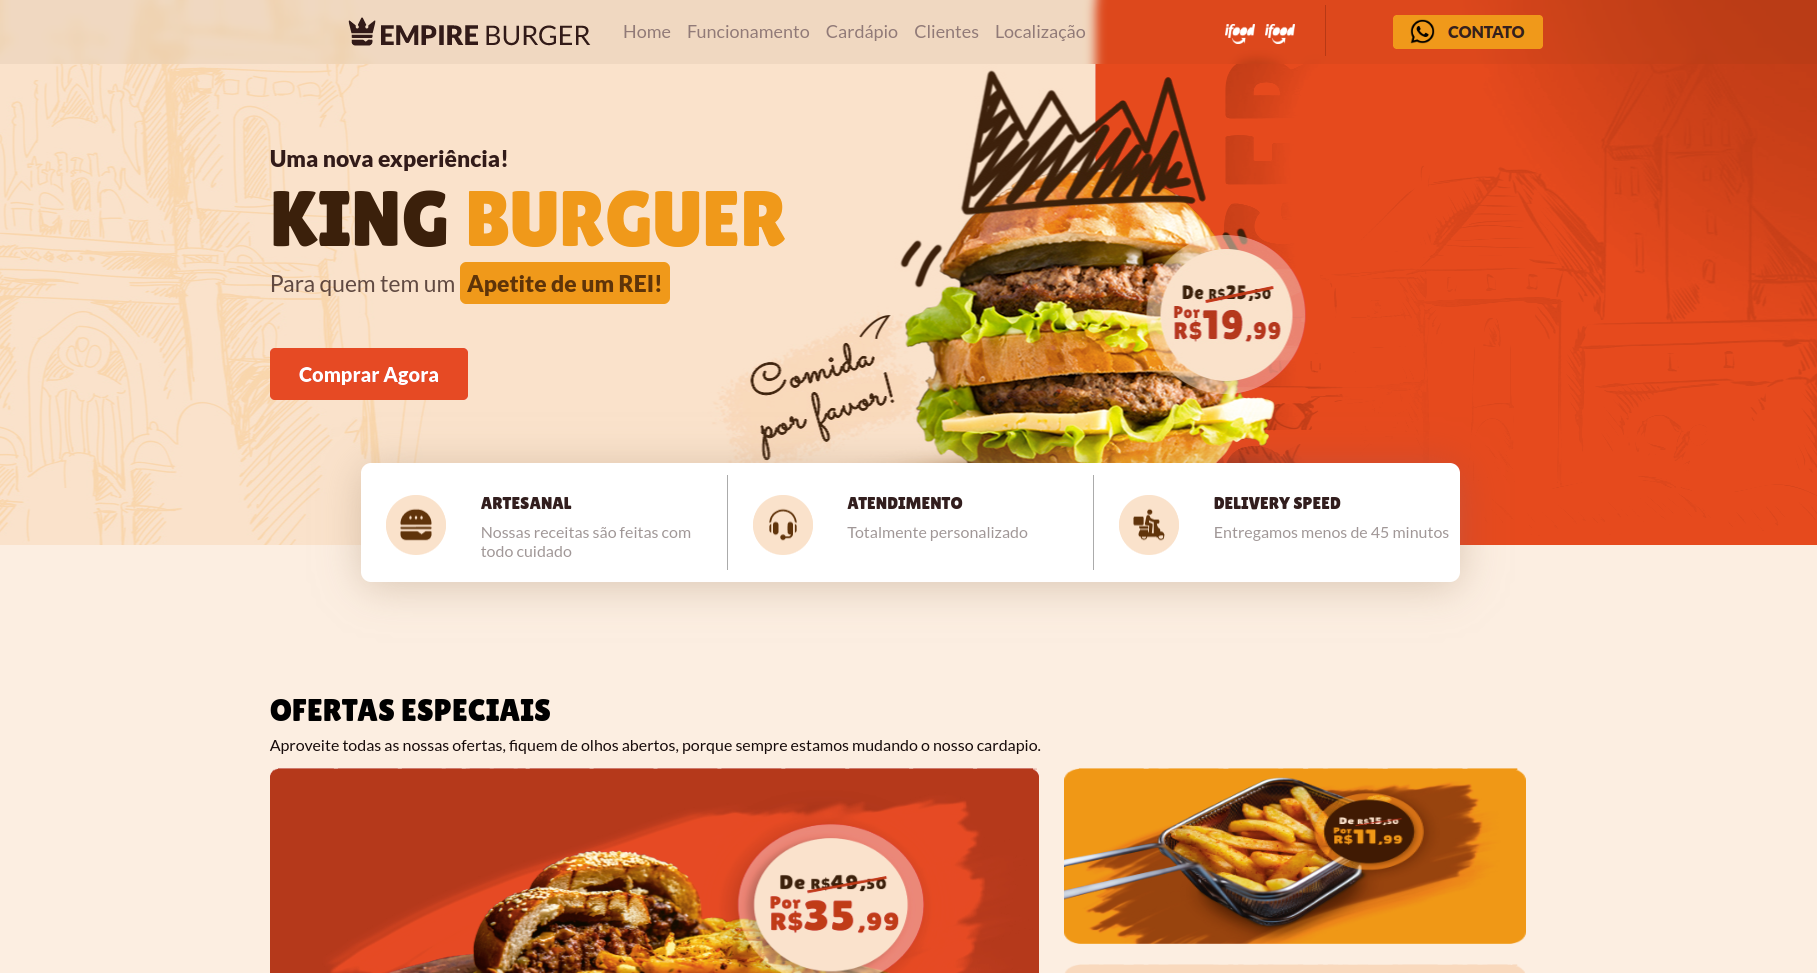 EMPIRE BURGER
Home Funcionamento Cardápio Clientes Localização
ifood ifood
CONTATO
Uma nova experiência!
KING BURGUER
Para quem tem um Apetite de um REI!
Comprar Agora
Comida
por favor!
De R$25,50
Por
R$19,99
ARTESANAL
Nossas receitas são feitas com
todo cuidado
ATENDIMENTO
Totalmente personalizado
DELIVERY SPEED
Entregamos menos de 45 minutos
OFERTAS ESPECIAIS
Aproveite todas as nossas ofertas, fiquem de olhos abertos, porque sempre estamos mudando o nosso cardapio.
De R$49,50
Por
R$35,99
De R$15,50
Por
R$11,99